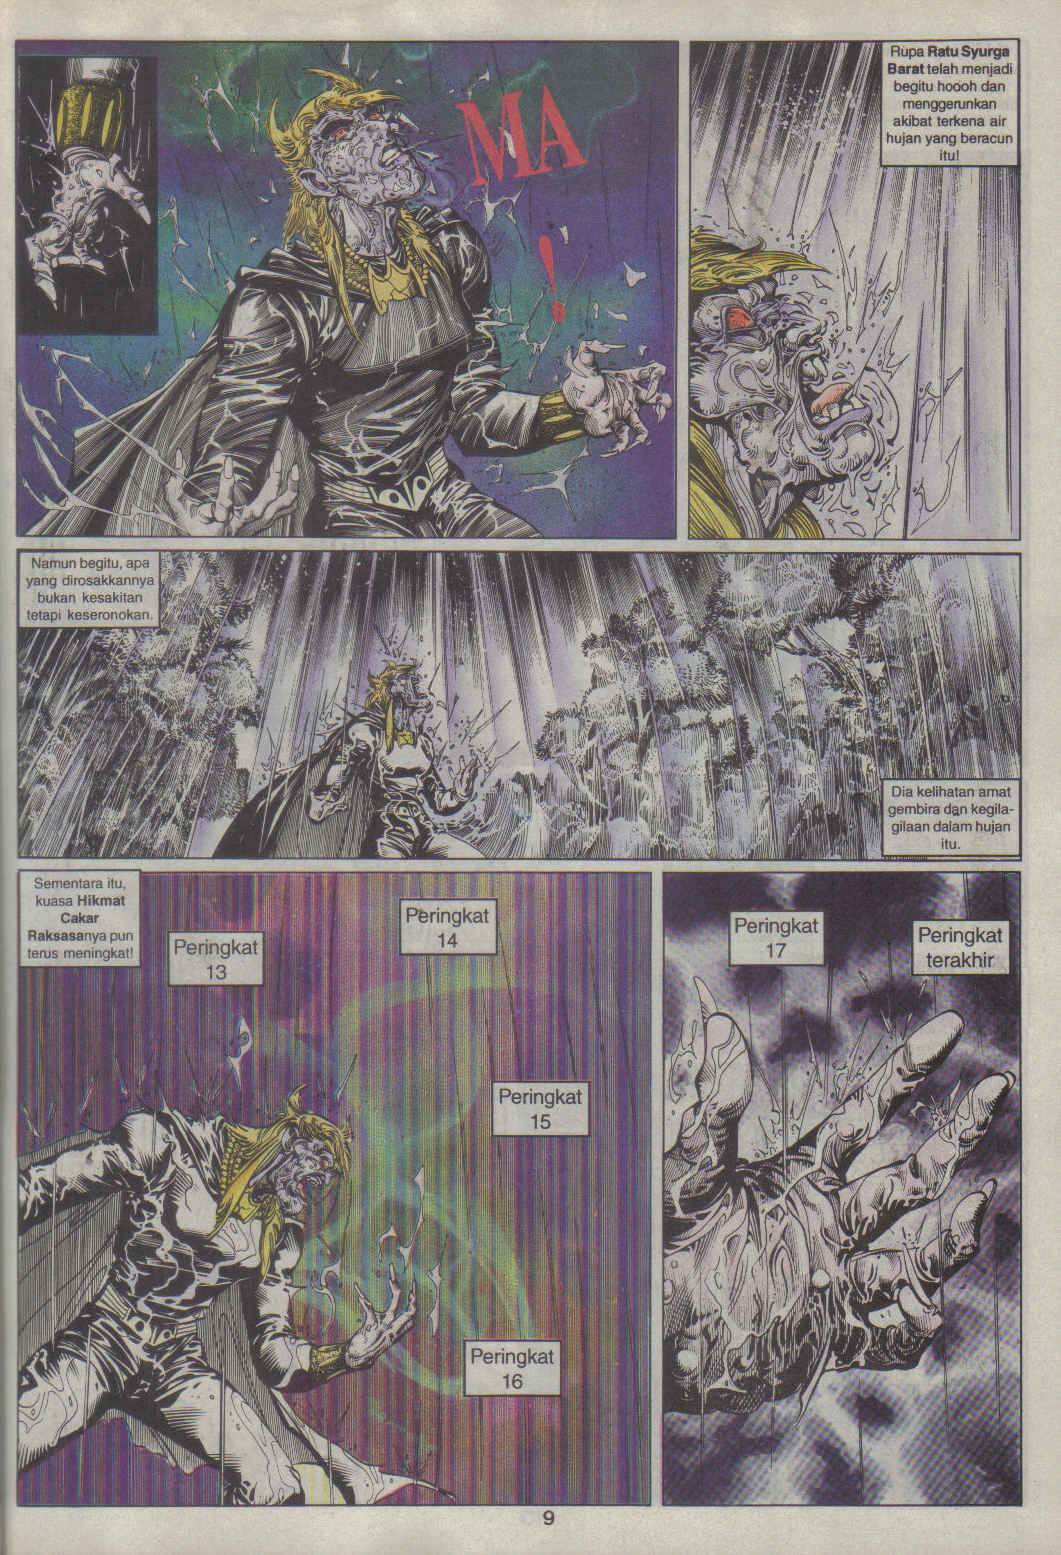 MA
!
Rupa Ratu Syurga
Barat telah menjadi
begitu hoooh dan
menggerunkan
akibat terkena air
hujan yang beracun
itu!
Namun begitu, apa
yang dirosakkannya
bukan kesakitan
tetapi keseronokan.
Dia kelihatan amat
gembira dan kegila-
gilaan dalam hujan
itu.
Sementara itu,
kuasa Hikmat
Cakar
Raksasanya pun
terus meningkat!
Peringkat
13
Peringkat
14
Peringkat
15
Peringkat
16
Peringkat
17
Peringkat
terakhir
9